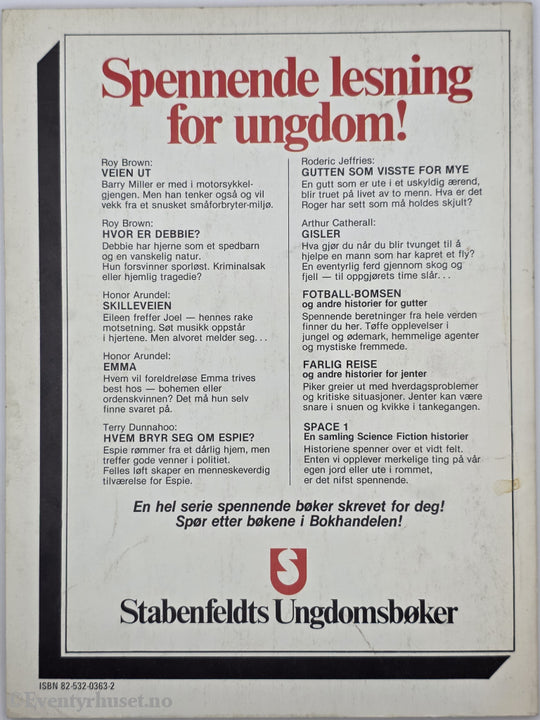 Spennende lesning
for ungdom!
Roy Brown:
VEIEN UT
Barry Miller er med i motorsykkel-
gjengen. Men han tenker også og vil
vekk fra et snusket småforbryter-miljø.
Roy Brown:
HVOR ER DEBBIE?
Debbie har hjerne som et spedbarn
og en vanskelig natur.
Hun forsvinner sporløst. Kriminalsak
eller hjemlig tragedie?
Honor Arundel:
SKILLEVEIEN
Eileen freffer Joel — hennes rake
motsetning. Søt musikk oppstår
i hjertene. Men alvoret melder seg...
Honor Arundel:
EMMA
Hvem vil foreldreløse Emma trives
best hos — bohemen eller
ordenskvinnen? Det må hun selv
finne svaret på.
Terry Dunnahoo:
HVEM BRYR SEG OM ESPIE?
Espie rømmer fra et dårlig hjem, men
treffer gode venner i politiet.
Felles løft skaper en menneskeverdig
tilværelse for Espie.
Roderic Jeffries:
GUTTEN SOM VISSTE FOR MYE
En gutt som er ute i et uskyldig ærend,
blir truet på livet av to menn. Hva er det
Roger har sett som må holdes skjult?
Arthur Catherall:
GISLER
Hva gjør du når du blir tvunget til å
hjelpe en mann som har kapret et fly?
En eventyrlig ferd gjennom skog og
fjell — til oppgjørets time slår...
FOTBALL-BOMSEN
og andre historier for gutter
Spennende beretninger fra hele verden
finner du her. Tøffe opplevelser i
jungel og ødemark, hemmelige agenter
og mystiske fremmede.
FARLIG REISE
og andre historier for jenter
Piker greier ut med hverdagsproblemer
og kritiske situasjoner. Jenter kan være
snare i snuen og kvikke i tankegangen.
SPACE 1
En samling Science Fiction historier
Historiene spenner over et vidt felt.
Enten vi opplever merkelige ting på vår
egen jord eller ute i rommet,
er det nifst spennende.
En hel serie spennende bøker skrevet for deg!
Spør etter bøkene i Bokhandelen!
Stabenfeldts Ungdomsbøker
ISBN 82-532-0363-2
© Eventyrhuset.no